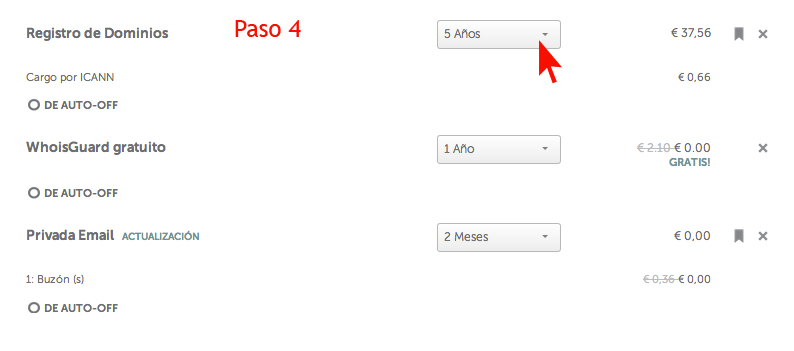 Registro de Dominios Paso 4 5 Años € 37,56
Cargo por ICANN € 0,66
DE AUTO-OFF
WhoisGuard gratuito 1 Año € 2.10 € 0.00
GRATIS!
DE AUTO-OFF
Privada Email ACTUALIZACIÓN 2 Meses € 0,00
1: Buzón (s) € 0,36 € 0,00
DE AUTO-OFF